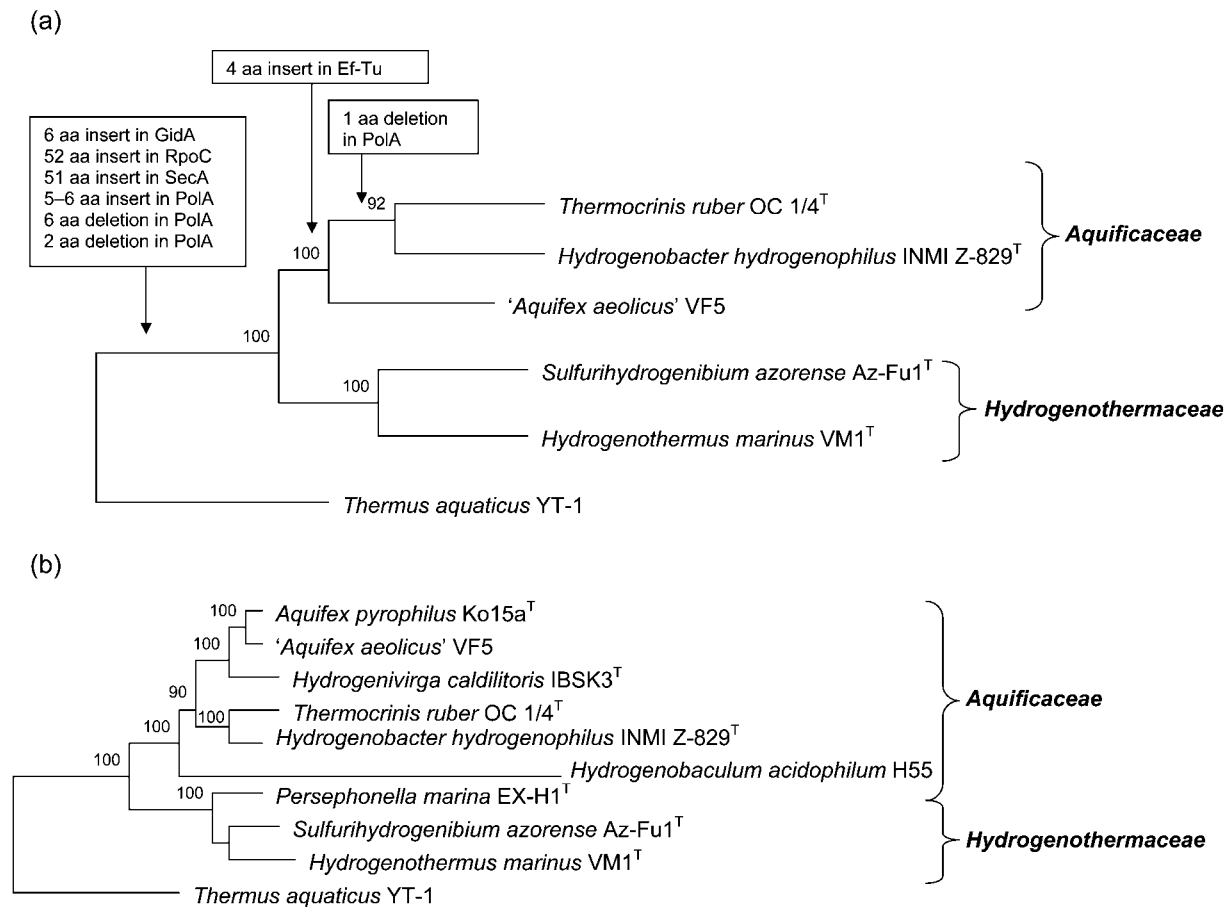 (a)
4 aa insert in Ef-Tu
1 aa deletion
in PolA
6 aa insert in GidA
52 aa insert in RpoC
51 aa insert in SecA
5–6 aa insert in PolA
6 aa deletion in PolA
2 aa deletion in PolA
92
Thermocrinis ruber OC 1/4ᵀ
Aquificaceae
100
Hydrogenobacter hydrogenophilus INMI Z-829ᵀ
‘Aquifex aeolicus’ VF5
100
Sulfurihydrogenibium azorense Az-Fu1ᵀ
100
Hydrogenothermaceae
Hydrogenothermus marinus VM1ᵀ
Thermus aquaticus YT-1
(b)
100
Aquifex pyrophilus Ko15aᵀ
100
‘Aquifex aeolicus’ VF5
Hydrogenivirga caldilitoris IBSK3ᵀ
90
Aquificaceae
100
Thermocrinis ruber OC 1/4ᵀ
100
Hydrogenobacter hydrogenophilus INMI Z-829ᵀ
100
Hydrogenobaculum acidophilum H55
100
Persephonella marina EX-H1ᵀ
Sulfurihydrogenibium azorense Az-Fu1ᵀ
Hydrogenothermaceae
Hydrogenothermus marinus VM1ᵀ
Thermus aquaticus YT-1